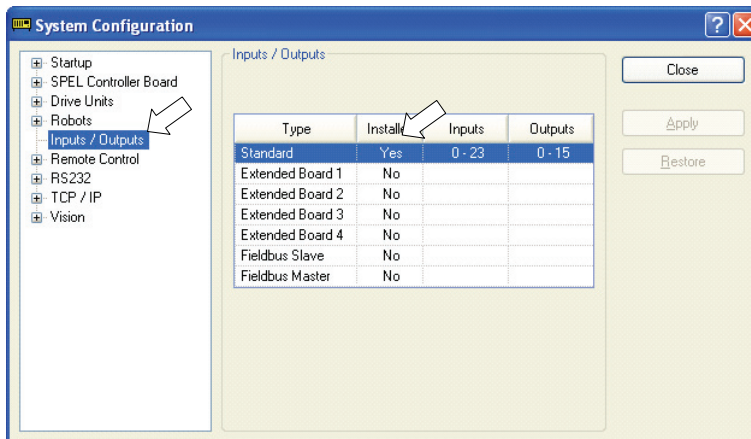 System Configuration
Startup
SPEL Controller Board
Drive Units
Robots
Inputs / Outputs
Remote Control
RS232
TCP / IP
Vision
Inputs / Outputs
Type Installe Inputs Outputs
Standard Yes 0 - 23 0 - 15
Extended Board 1 No
Extended Board 2 No
Extended Board 3 No
Extended Board 4 No
Fieldbus Slave No
Fieldbus Master No
Close
Apply
Restore